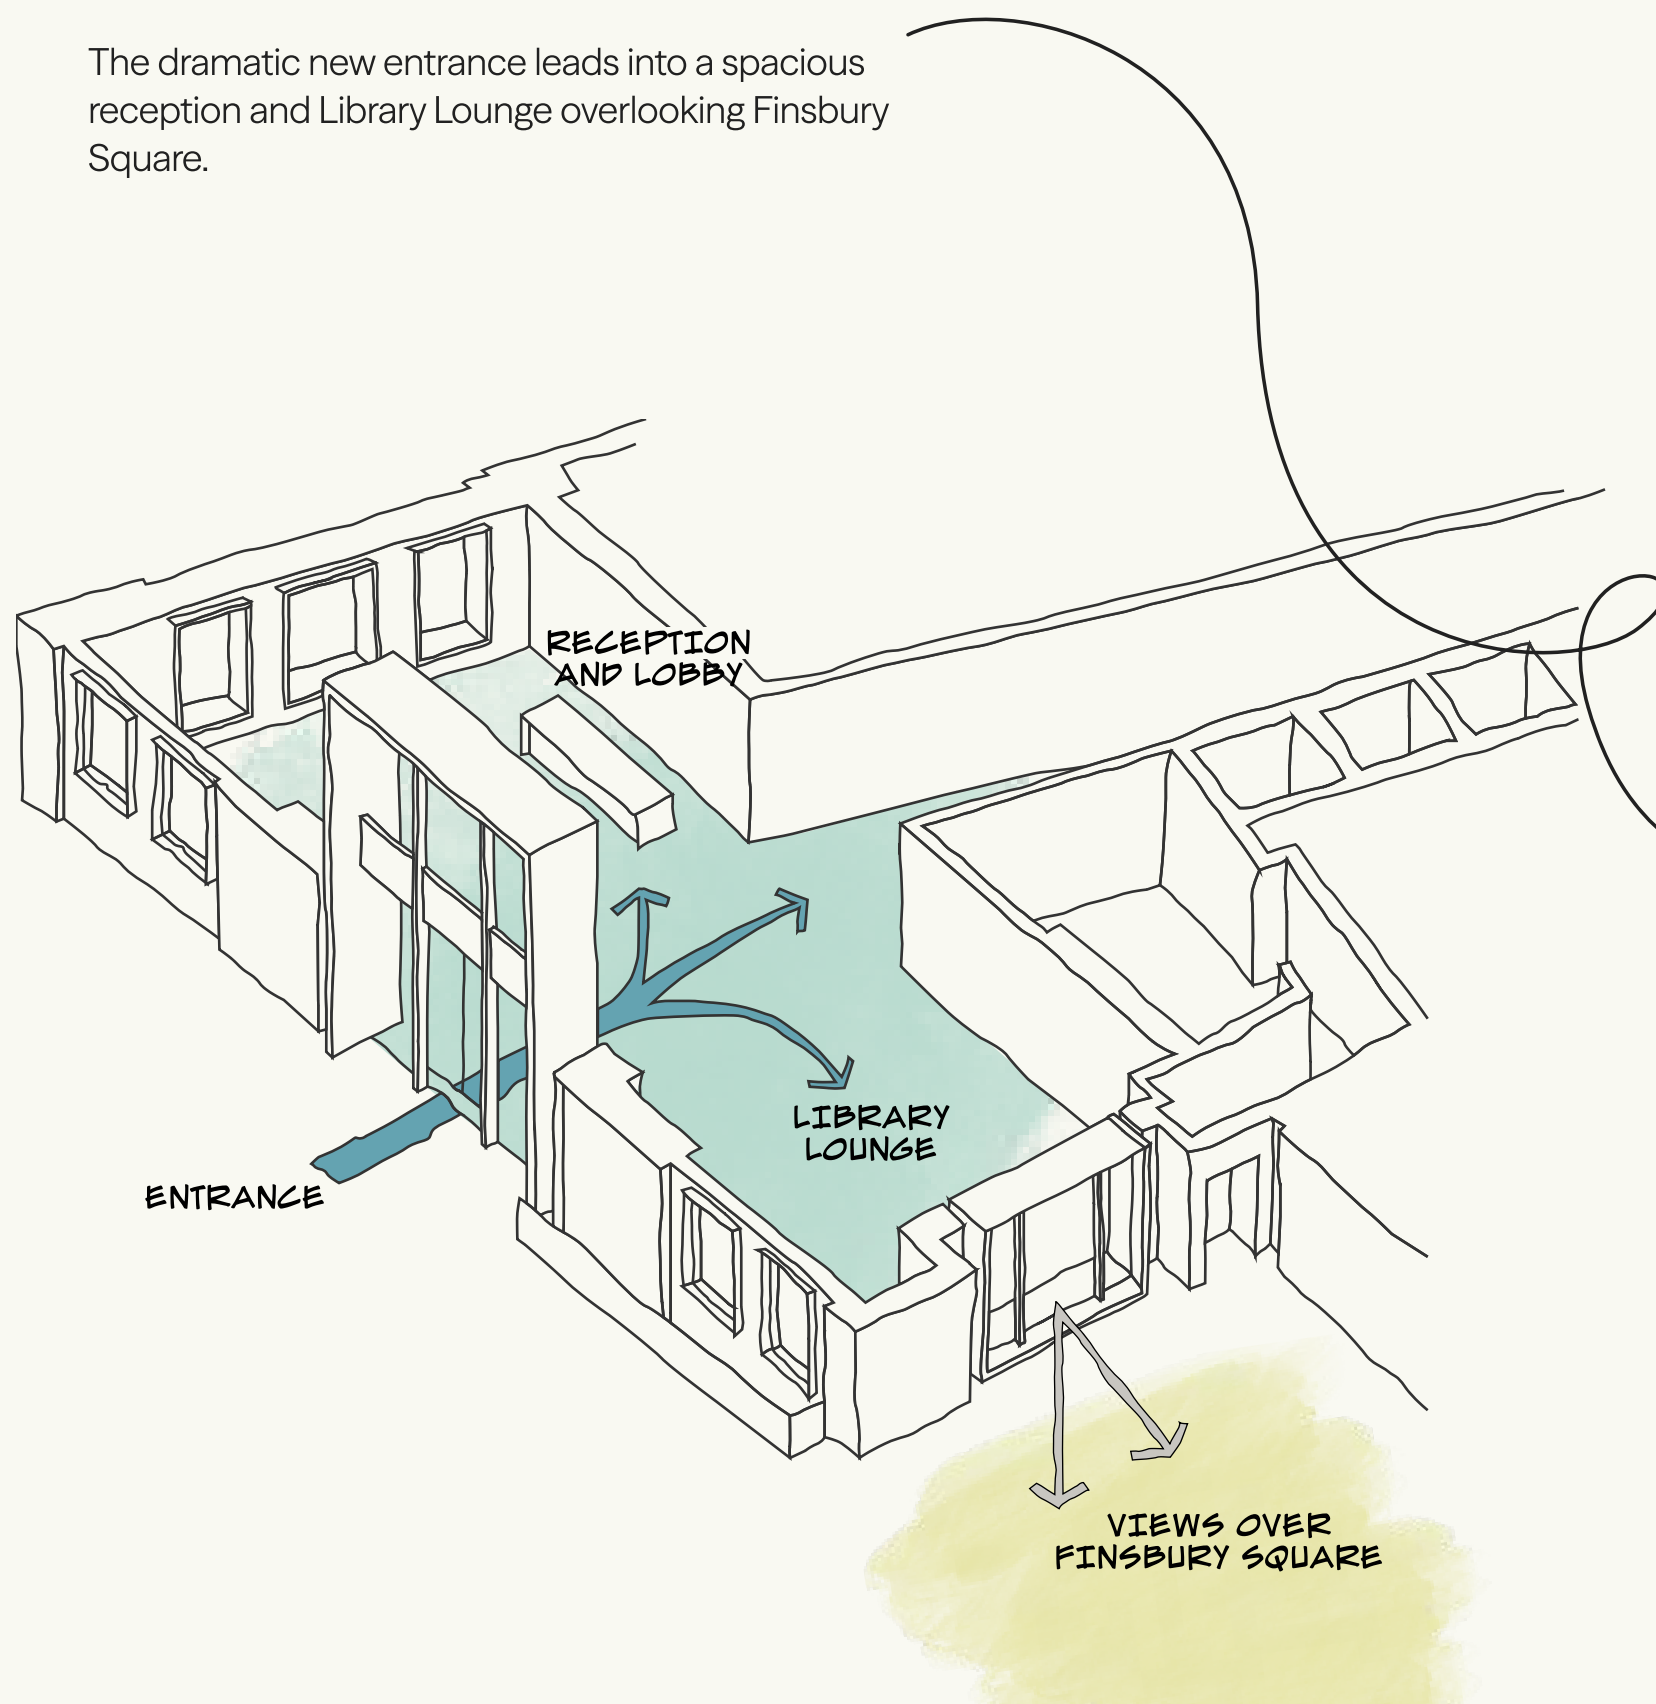 The dramatic new entrance leads into a spacious
reception and Library Lounge overlooking Finsbury
Square.
RECEPTION
AND LOBBY
LIBRARY
LOUNGE
ENTRANCE
VIEWS OVER
FINSBURY SQUARE